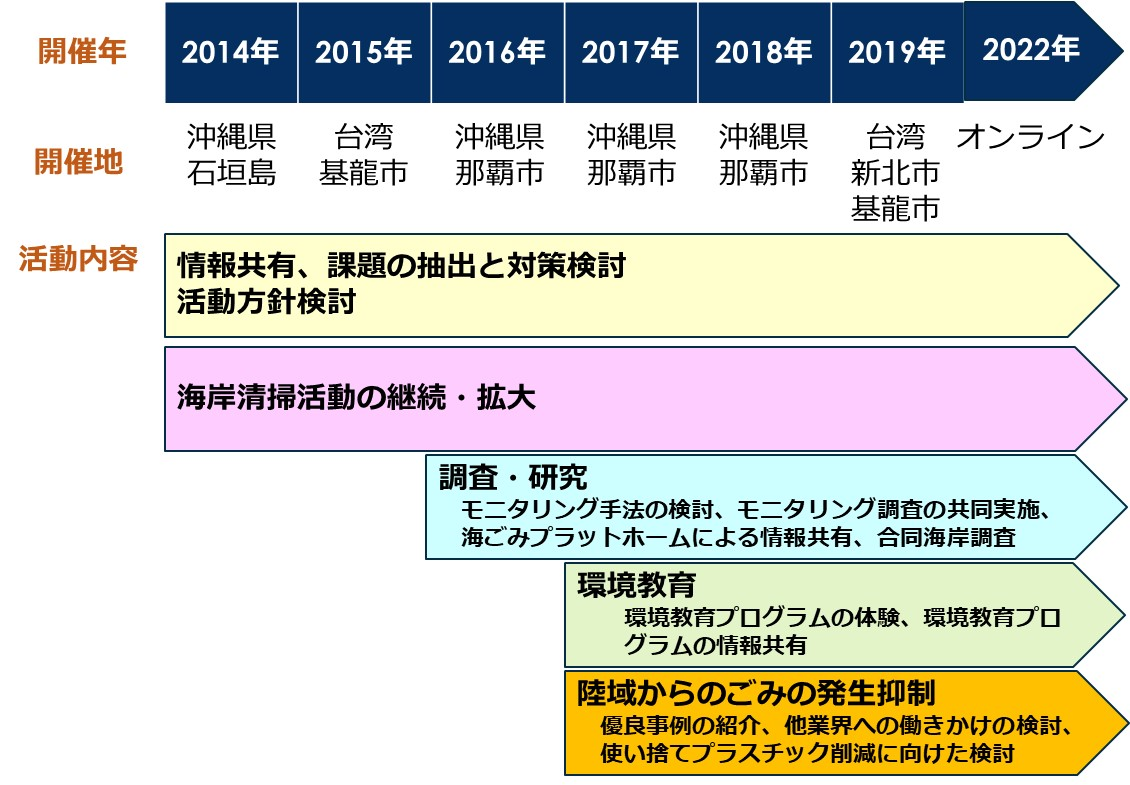 開催年 2014年 2015年 2016年 2017年 2018年 2019年 2022年
開催地
沖縄県
石垣島
台湾
基龍市
沖縄県
那覇市
沖縄県
那覇市
沖縄県
那覇市
台湾
新北市
基龍市
オンライン
活動内容
情報共有、課題の抽出と対策検討
活動方針検討
海岸清掃活動の継続・拡大
調査・研究
モニタリング手法の検討、モニタリング調査の共同実施、
海ごみプラットホームによる情報共有、合同海岸調査
環境教育
環境教育プログラムの体験、環境教育プロ
グラムの情報共有
陸域からのごみの発生抑制
優良事例の紹介、他業界への働きかけの検討、
使い捨てプラスチック削減に向けた検討